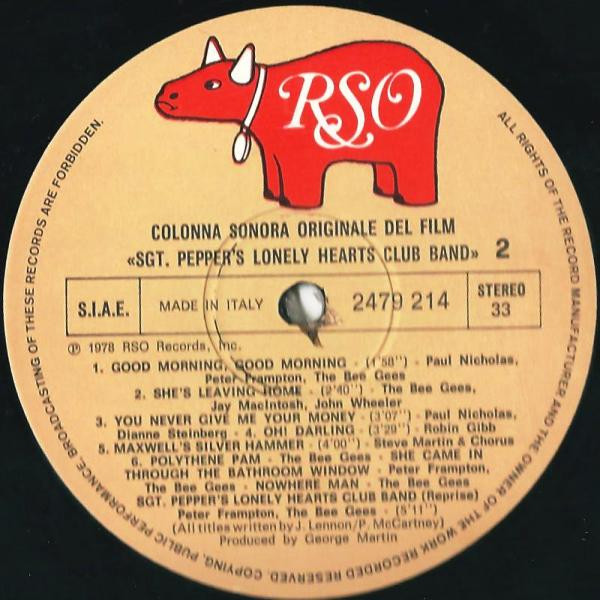 RSO
COLONNA SONORA ORIGINALE DEL FILM
«SGT. PEPPER'S LONELY HEARTS CLUB BAND» 2
S.I.A.E. MADE IN ITALY 2479 214 STEREO
33
℗ 1978 RSO Records, Inc.
1. GOOD MORNING, GOOD MORNING - (1'58'') - Paul Nicholas,
Peter Frampton, The Bee Gees
2. SHE'S LEAVING HOME - (2'40'') - The Bee Gees,
Jay MacIntosh, John Wheeler
3. YOU NEVER GIVE ME YOUR MONEY - (3'07'') - Paul Nicholas,
Dianne Steinberg - 4. OH! DARLING - (3'29'') - Robin Gibb
5. MAXWELL'S SILVER HAMMER - (4'00'') - Steve Martin & Chorus
6. POLYTHENE PAM - The Bee Gees - SHE CAME IN
THROUGH THE BATHROOM WINDOW - Peter Frampton,
The Bee Gees - NOWHERE MAN - The Bee Gees
SGT. PEPPER'S LONELY HEARTS CLUB BAND (Reprise)
Peter Frampton, The Bee Gees - (5'11'')
(All titles written by J. Lennon/P. McCartney)
Produced by George Martin
ALL RIGHTS OF THE RECORD MANUFACTURER AND THE OWNER OF THE WORK RECORDED RESERVED. COPYING, PUBLIC PERFORMANCE, BROADCASTING OF THESE RECORDS ARE FORBIDDEN.